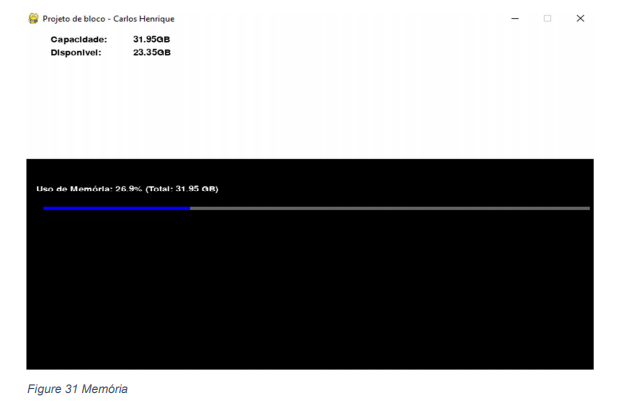 Projeto de bloco - Carlos Henrique
Capacidade: 31.95GB
Disponivel: 23.35GB
Uso de Memória: 26.9% (Total: 31.95 GB)
Figure 31 Memória